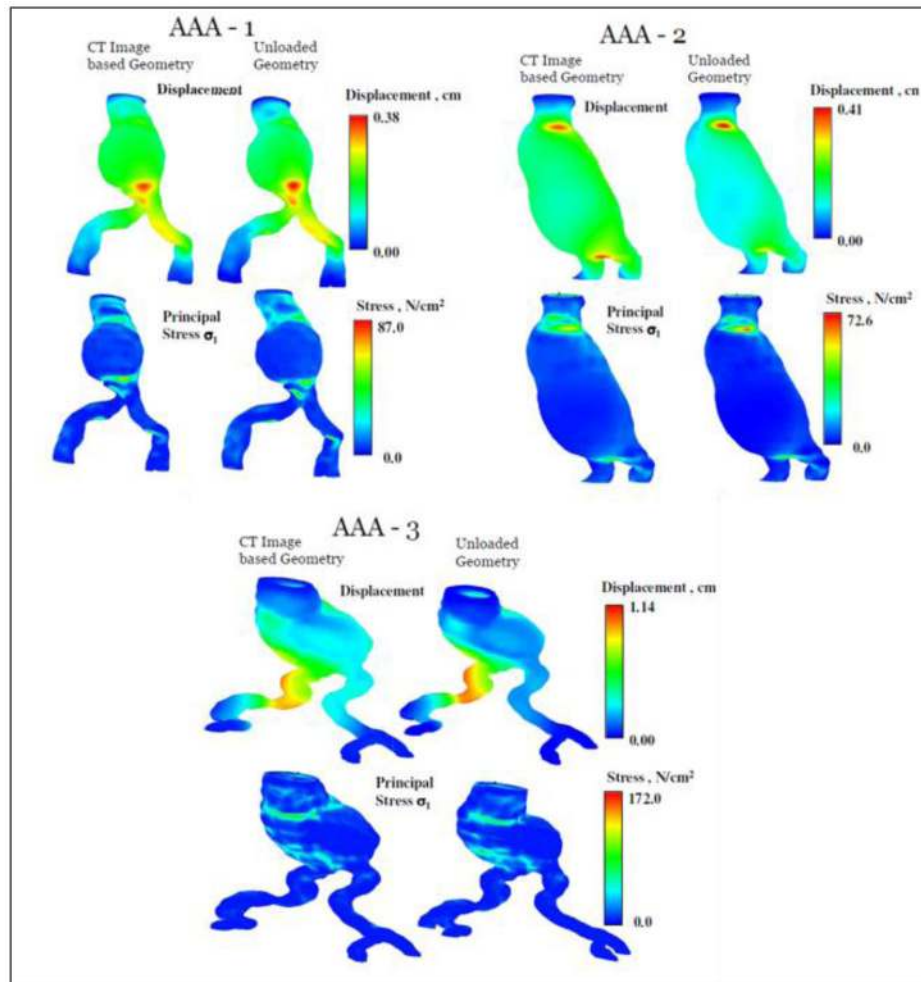 AAA - 1
CT Image
based Geometry
Unloaded
Geometry
Displacement
Displacement , cm
0.38
0.00
Principal
Stress σ₁
Stress , N/cm²
87.0
0.0
AAA - 2
CT Image
based Geometry
Unloaded
Geometry
Displacement
Displacement , cn
0.41
0.00
Principal
Stress σ₁
Stress , N/cm²
72.6
0.0
AAA - 3
CT Image
based Geometry
Unloaded
Geometry
Displacement
Displacement , cm
1.14
0.00
Principal
Stress σ₁
Stress , N/cm²
172.0
0.0